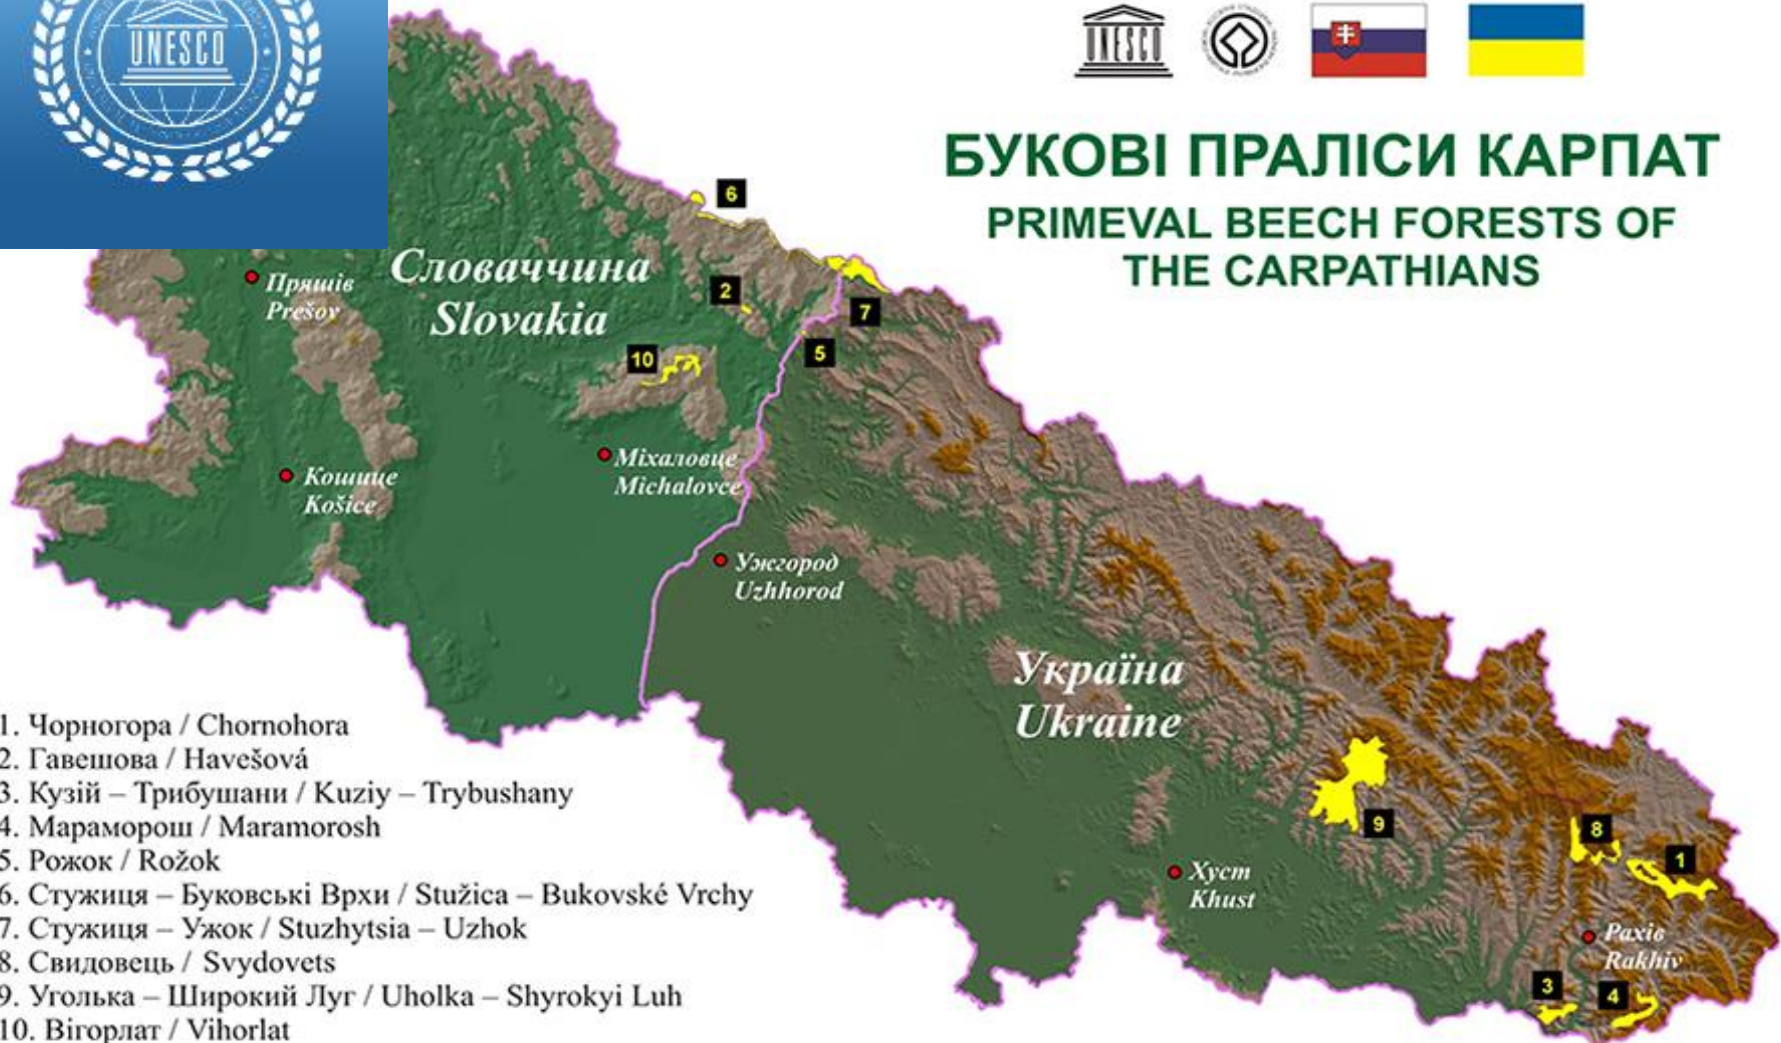 UNESCO
UNESCO
БУКОВІ ПРАЛІСИ КАРПАТ
PRIMEVAL BEECH FORESTS OF
THE CARPATHIANS
6
Словаччина
Slovakia
Пряшів
Prešov
2
7
5
10
Міхаловце
Michalovce
Кошице
Košice
Ужгород
Uzhhorod
Україна
Ukraine
9
8
1
Хуст
Khust
Рахів
Rakhiv
3
4
1. Чорногора / Chornohora
2. Гавешова / Havešová
3. Кузій – Трибушани / Kuziy – Trybushany
4. Мараморош / Maramorosh
5. Рожок / Rožok
6. Стужиця – Буковські Врхи / Stužica – Bukovské Vrchy
7. Стужиця – Ужок / Stuzhytsia – Uzhok
8. Свидовець / Svydovets
9. Уголька – Широкий Луг / Uholka – Shyrokyi Luh
10. Вігорлат / Vihorlat